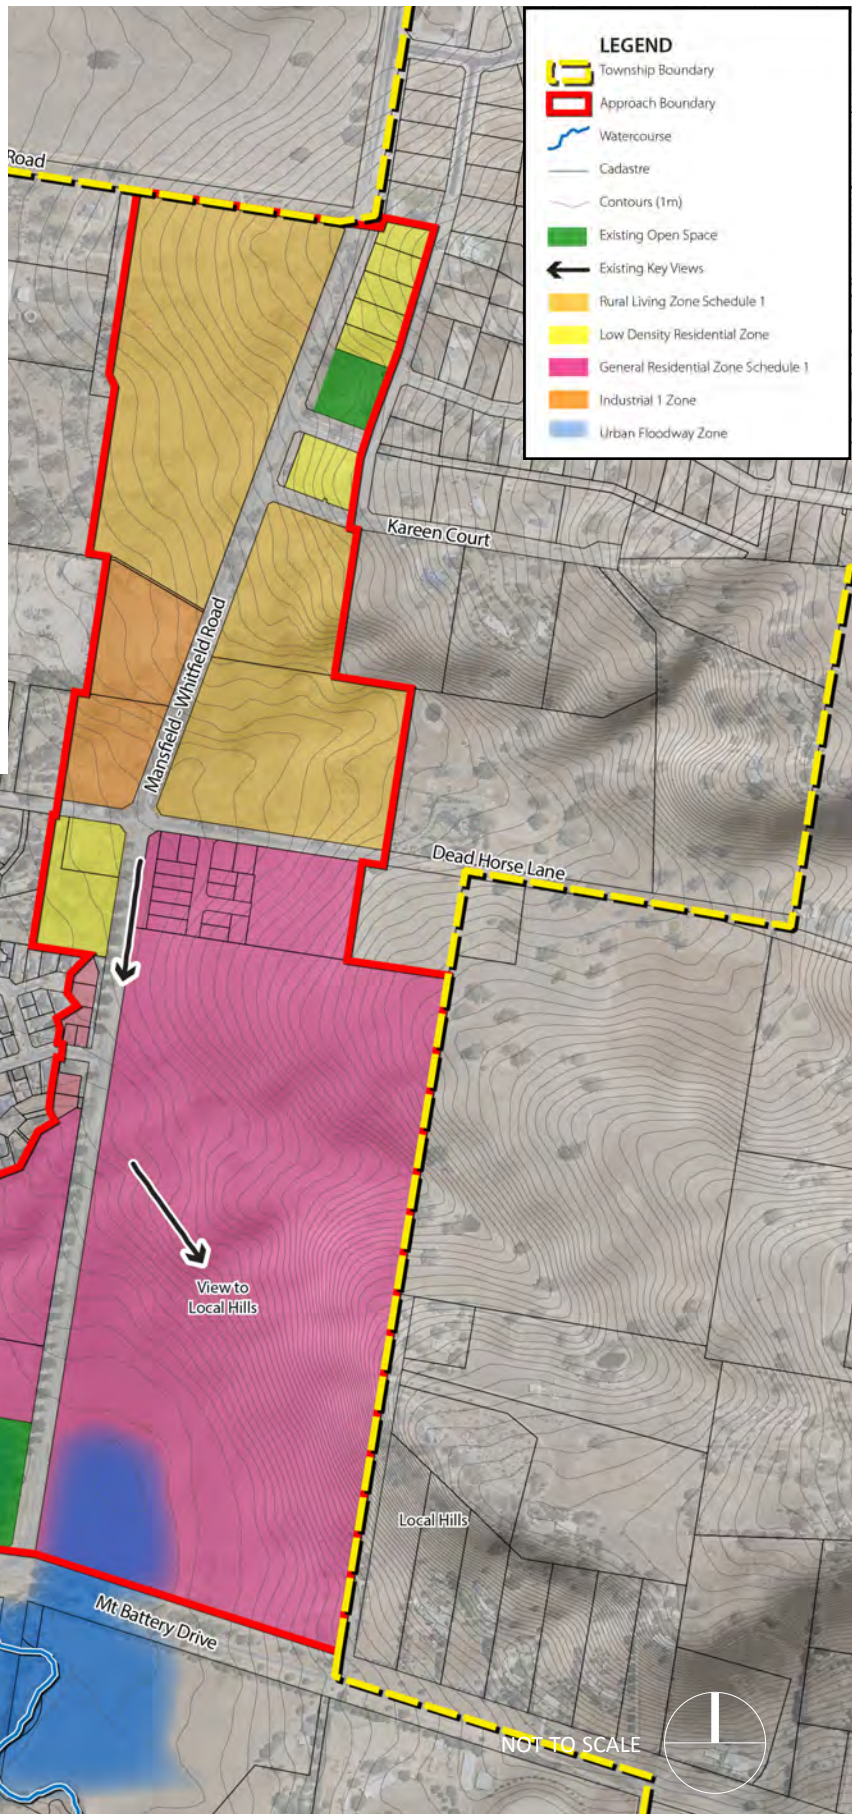 LEGEND
Township Boundary
Approach Boundary
Watercourse
Cadastre
Contours (1m)
Existing Open Space
Existing Key Views
Rural Living Zone Schedule 1
Low Density Residential Zone
General Residential Zone Schedule 1
Industrial 1 Zone
Urban Floodway Zone
Road
Kareen Court
Mansfield - Whitfield Road
Dead Horse Lane
View to
Local Hills
Local Hills
Mt Battery Drive
NOT TO SCALE